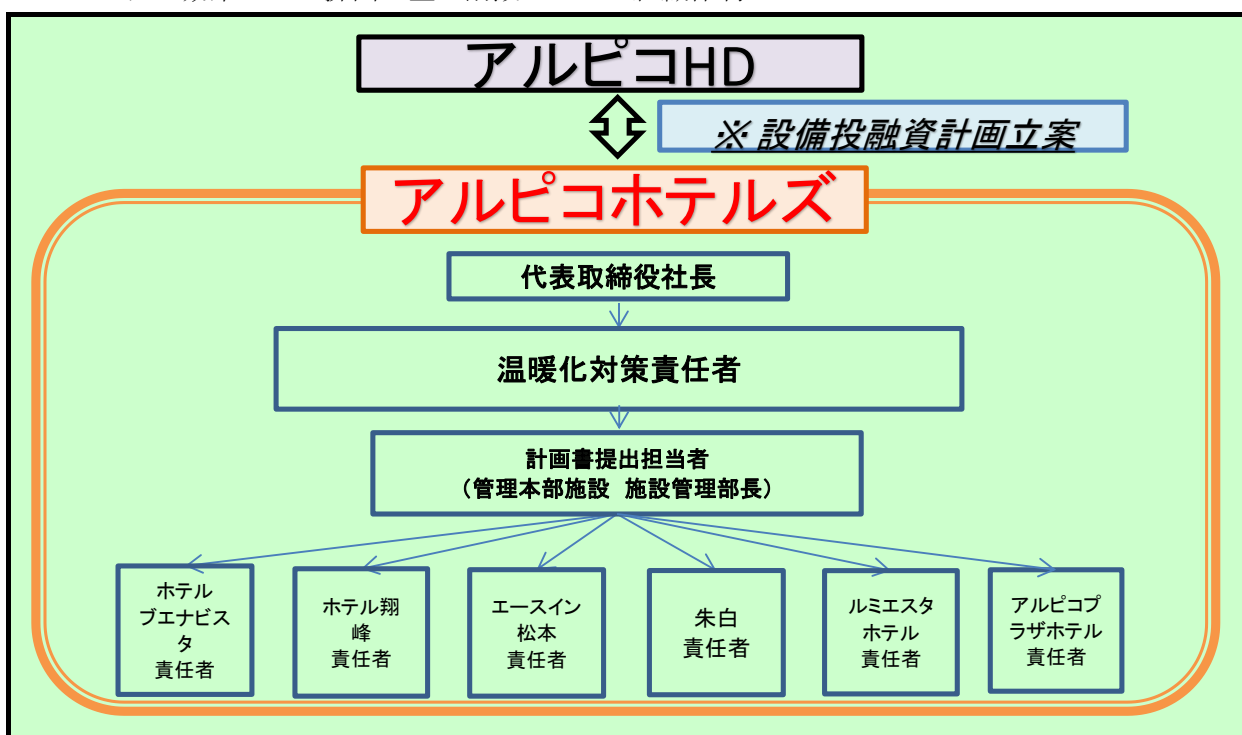 アルピコHD
※ 設備投融資計画立案
アルピコホテルズ
代表取締役社長
温暖化対策責任者
計画書提出担当者
（管理本部施設 施設管理部長）
ホテル
ブエナビス
タ
責任者
ホテル翔
峰
責任者
エースイン
松本
責任者
朱白
責任者
ルミエスタ
ホテル
責任者
アルピコプ
ラザホテル
責任者